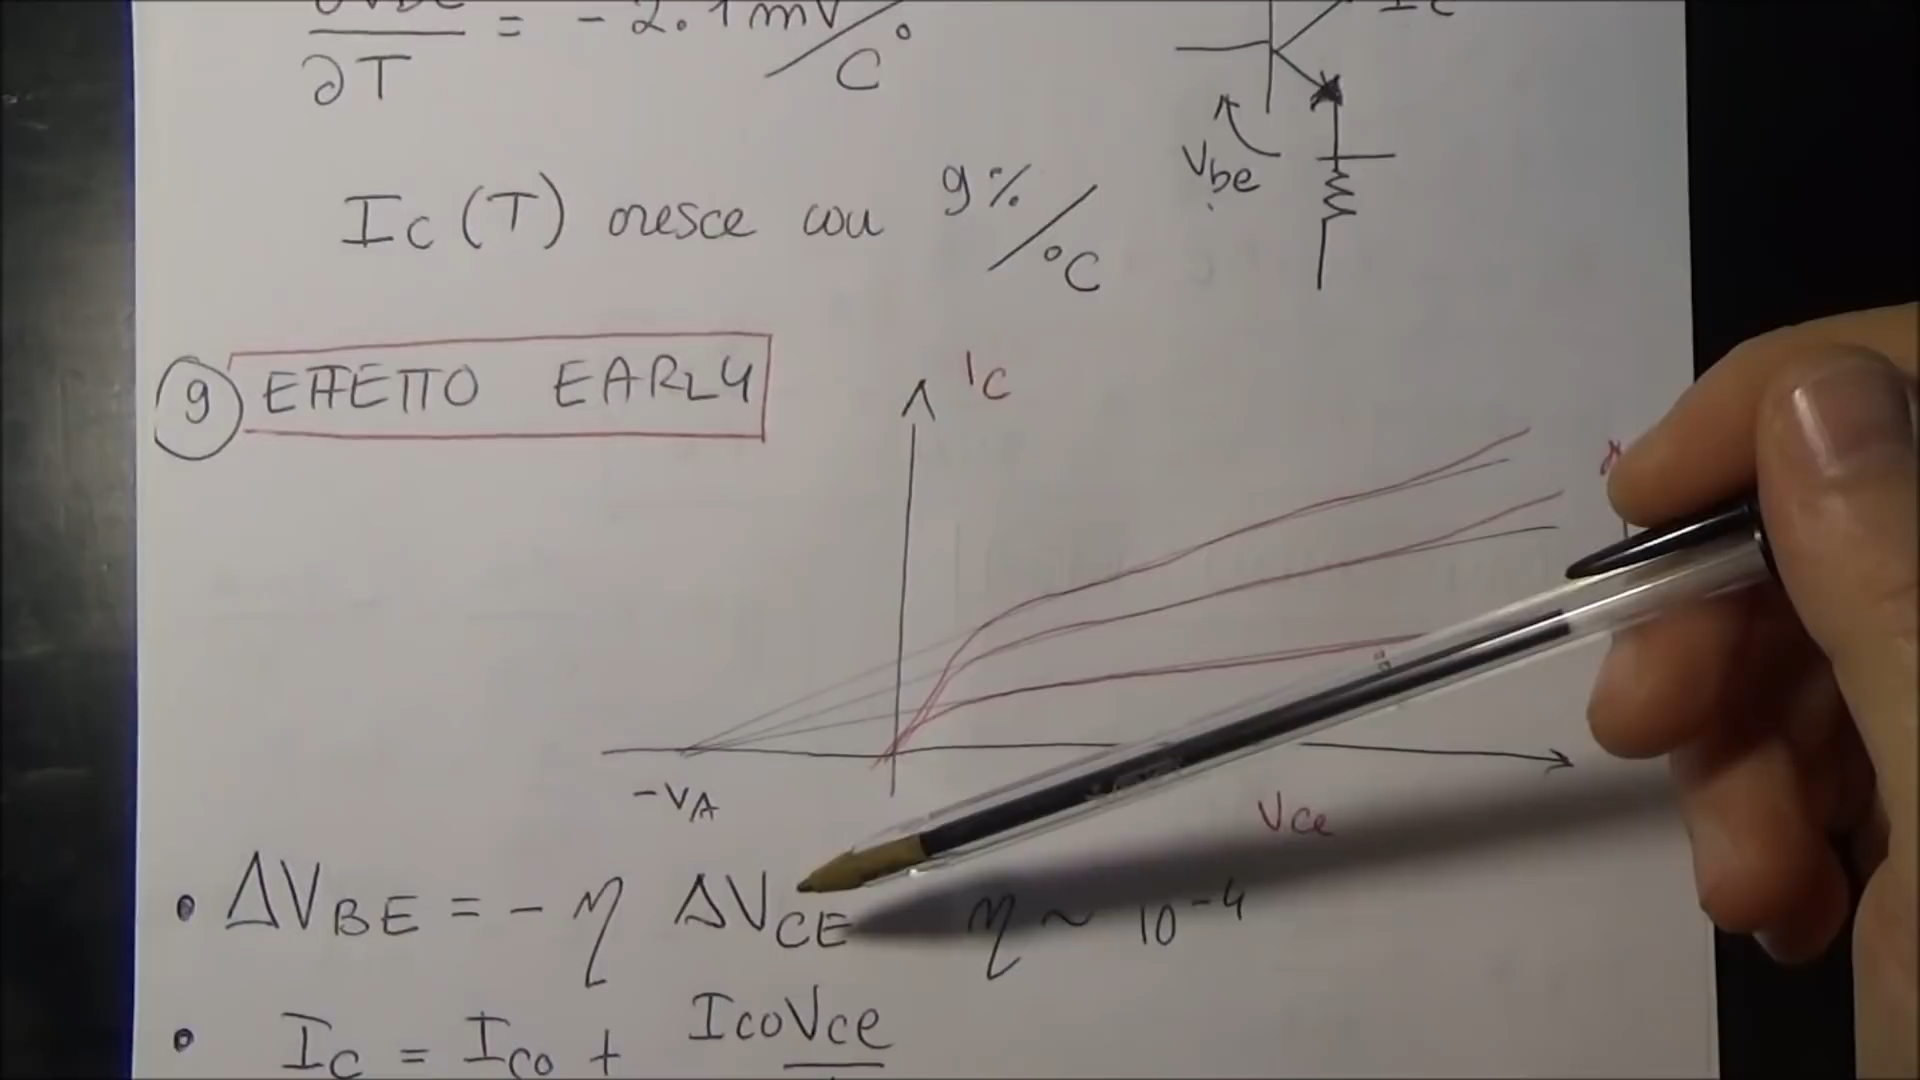 ∂VBE/∂T = - 2.1 mV/C°
Ic
Vbe
Ic (T) cresce con 9%/°C
9 EFFETTO EARLY
Ic
-VA
Vce
• ΔVBE = - η ΔVCE η ~ 10⁻⁴
• Ic = Ico + IcoVce